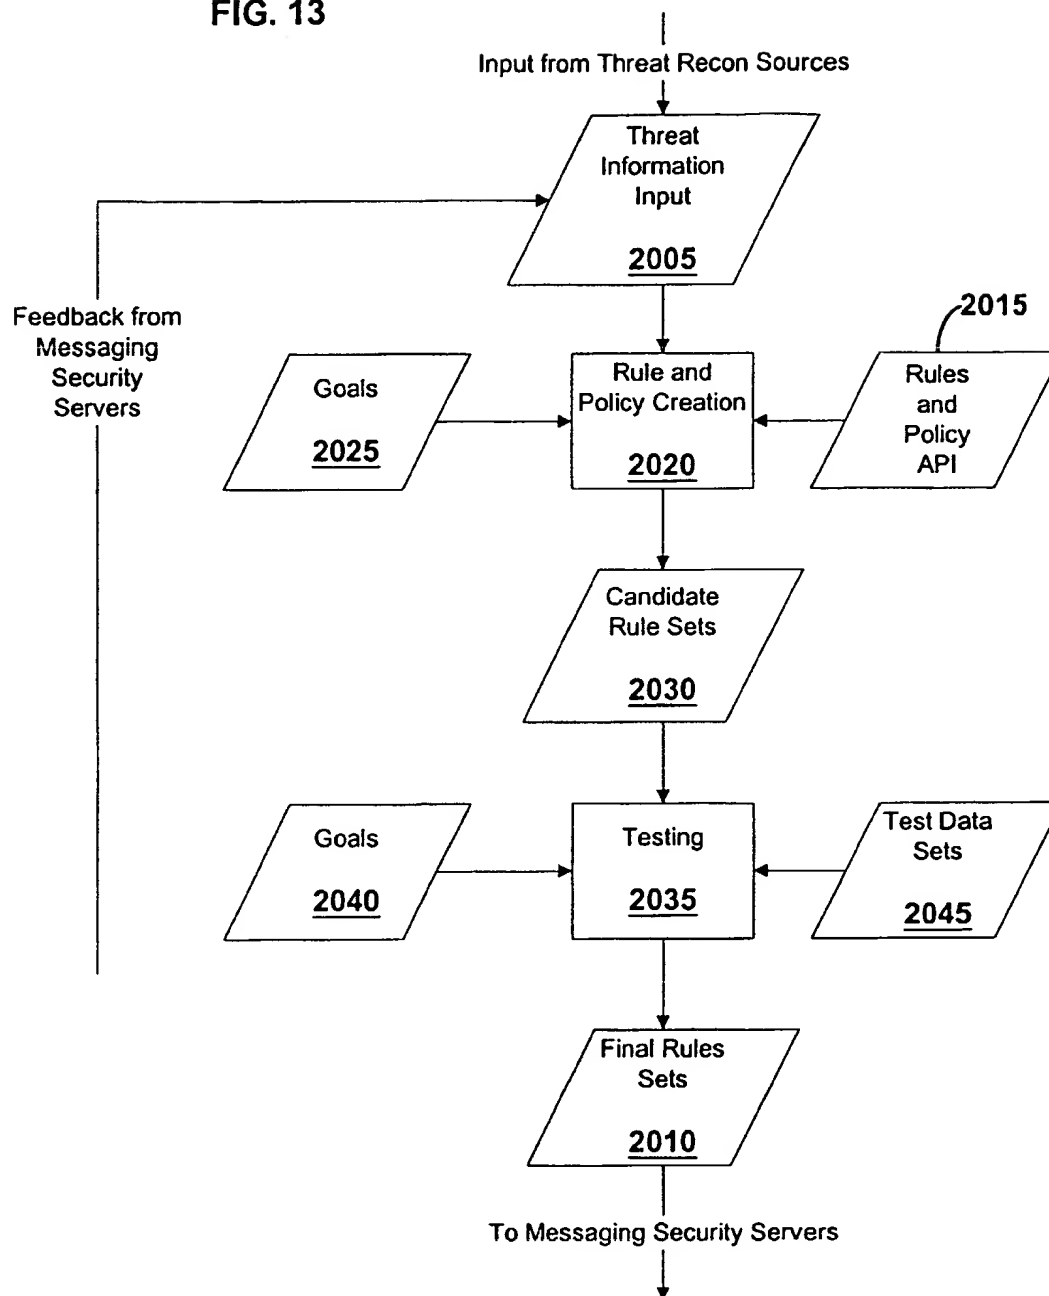 FIG. 13
Input from Threat Recon Sources
Threat
Information
Input
2005
Feedback from
Messaging
Security
Servers
Goals
2025
Rule and
Policy Creation
2020
2015
Rules
and
Policy
API
Candidate
Rule Sets
2030
Goals
2040
Testing
2035
Test Data
Sets
2045
Final Rules
Sets
2010
To Messaging Security Servers